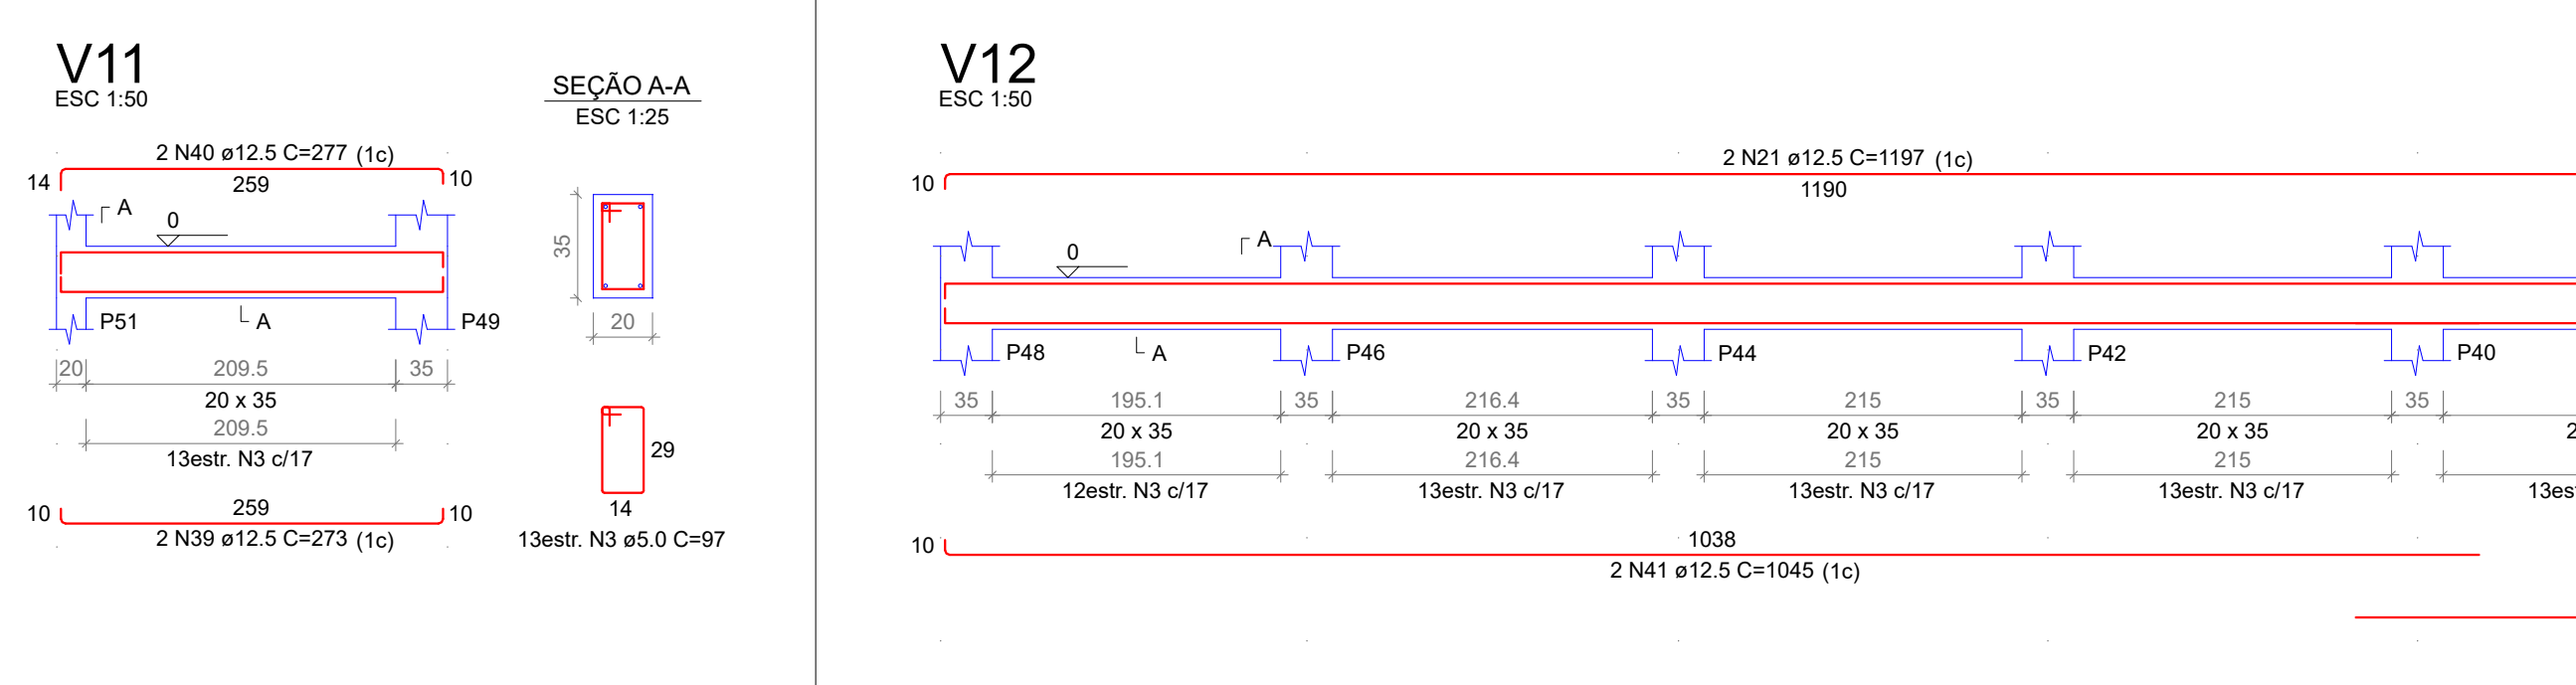 V11
ESC 1:50
SEÇÃO A-A
ESC 1:25
2 N40 ø12.5 C=277 (1c)
14
259
10
A
0
P51
A
P49
20
209.5
35
20 x 35
209.5
13estr. N3 c/17
10
259
10
2 N39 ø12.5 C=273 (1c)
35
20
29
14
13estr. N3 ø5.0 C=97
V12
ESC 1:50
2 N21 ø12.5 C=1197 (1c)
10
1190
0
A
P48
A
P46
P44
P42
P40
35
195.1
35
216.4
35
215
35
215
35
20 x 35
20 x 35
20 x 35
20 x 35
2
195.1
216.4
215
215
12estr. N3 c/17
13estr. N3 c/17
13estr. N3 c/17
13estr. N3 c/17
13es
10
1038
2 N41 ø12.5 C=1045 (1c)